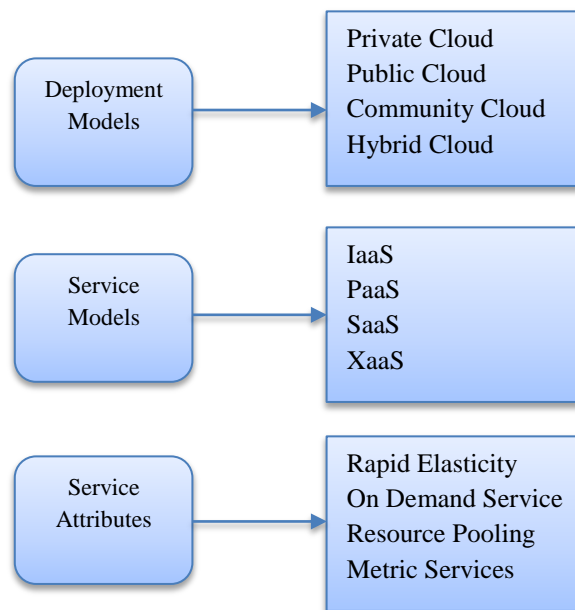 Deployment
Models
Private Cloud
Public Cloud
Community Cloud
Hybrid Cloud
Service
Models
IaaS
PaaS
SaaS
XaaS
Service
Attributes
Rapid Elasticity
On Demand Service
Resource Pooling
Metric Services